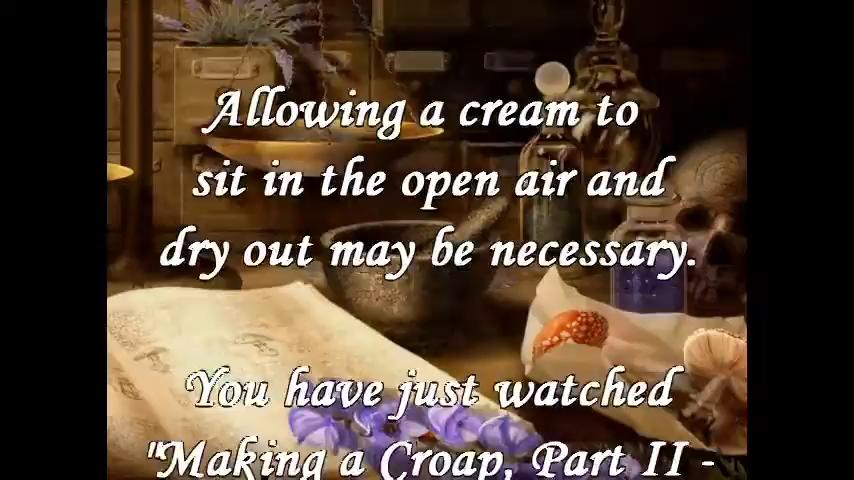 Allowing a cream to
sit in the open air and
dry out may be necessary.
You have just watched
"Making a Croap, Part II -